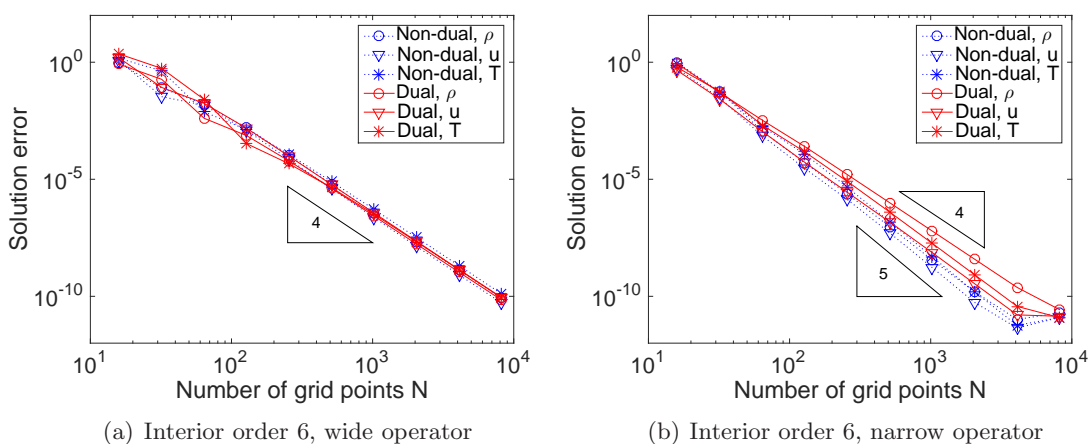 Non-dual, ρ
Non-dual, u
Non-dual, T
Dual, ρ
Dual, u
Dual, T
10^0
10^-5
10^-10
Solution error
4
10^1 10^2 10^3 10^4
Number of grid points N
(a) Interior order 6, wide operator
Non-dual, ρ
Non-dual, u
Non-dual, T
Dual, ρ
Dual, u
Dual, T
10^0
10^-5
10^-10
Solution error
4
5
10^1 10^2 10^3 10^4
Number of grid points N
(b) Interior order 6, narrow operator